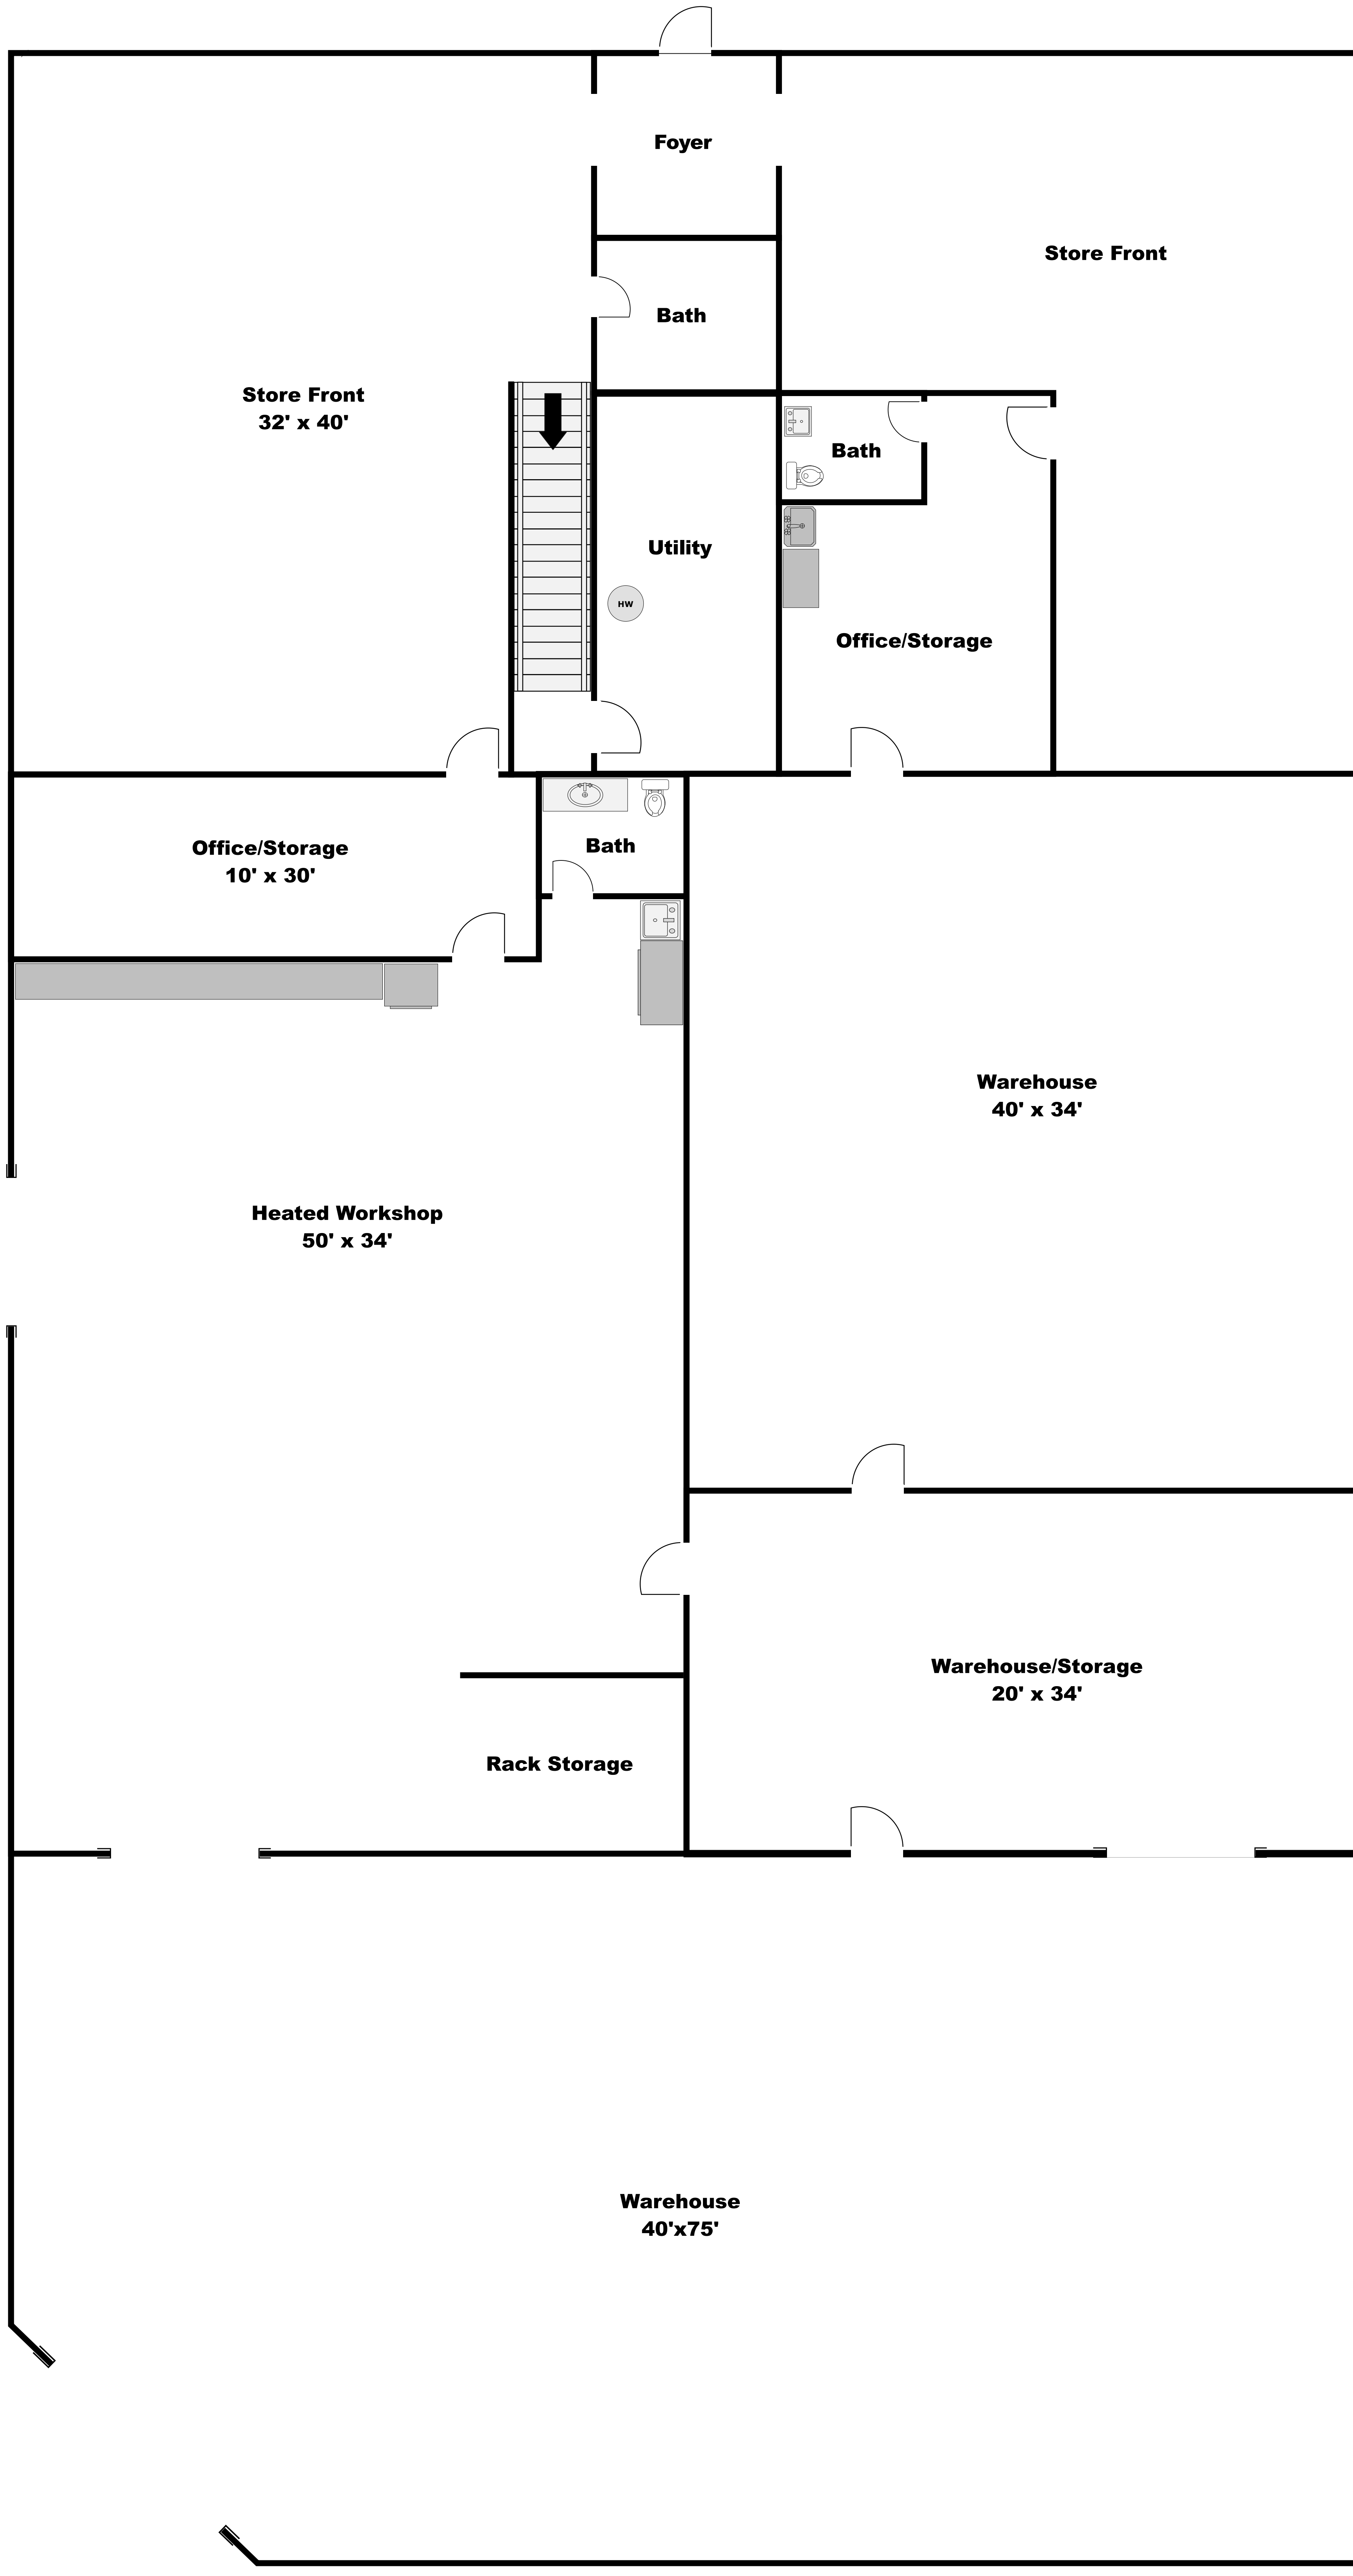 Foyer
Store Front
Bath
Store Front
32' x 40'
Bath
Utility
HW
Office/Storage
Bath
Office/Storage
10' x 30'
Warehouse
40' x 34'
Heated Workshop
50' x 34'
Warehouse/Storage
20' x 34'
Rack Storage
Warehouse
40'x75'